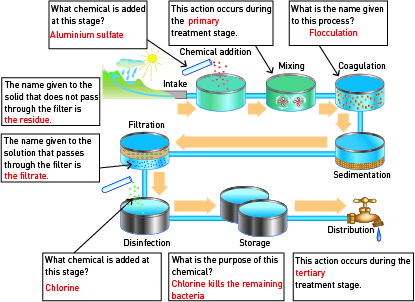 What chemical is added
at this stage?
Aluminium sulfate
This action occurs during
the primary
treatment stage.
What is the name given
to this process?
Flocculation
Chemical addition
Intake
Mixing
Coagulation
The name given to the
solid that does not pass
through the filter is
the residue.
Filtration
The name given to the
solution that passes
through the filter is
the filtrate.
Sedimentation
Disinfection
Storage
Distribution
What chemical is added at
this stage?
Chlorine
What is the purpose of this
chemical?
Chlorine kills the remaining
bacteria
This action occurs during the
tertiary
treatment stage.